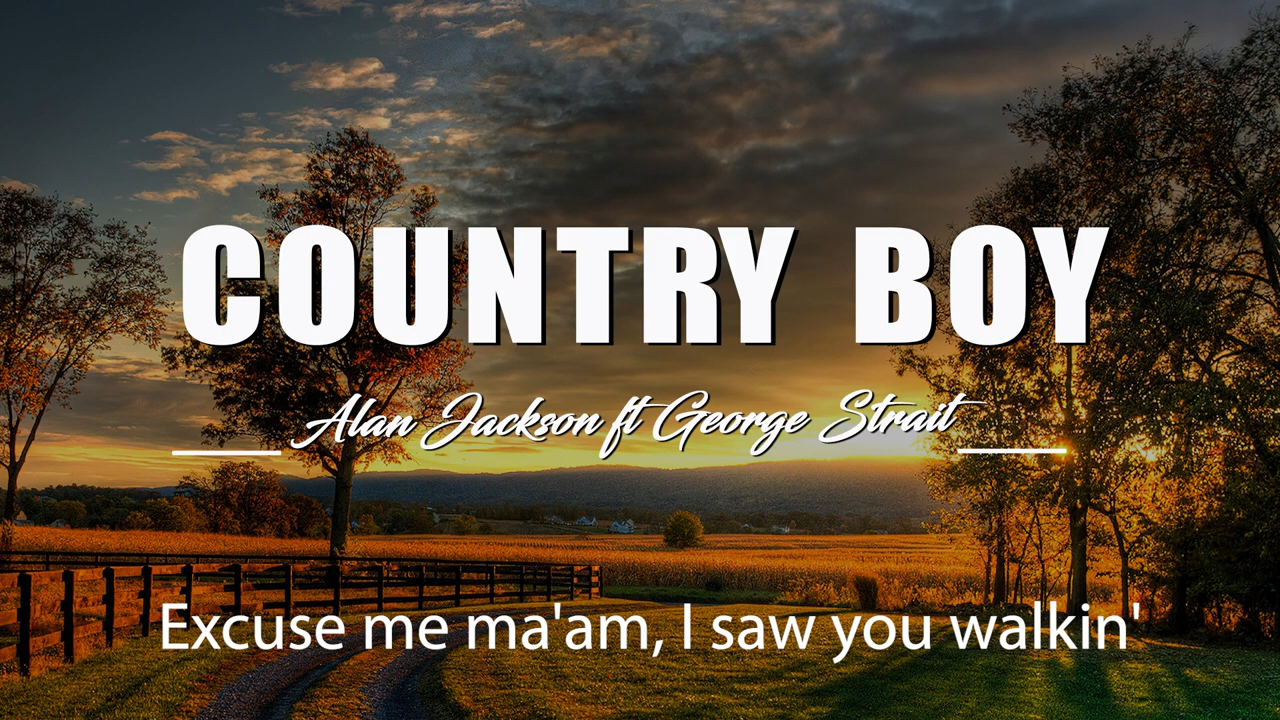 COUNTRY BOY
Alan Jackson ft George Strait
Excuse me ma'am, I saw you walkin'